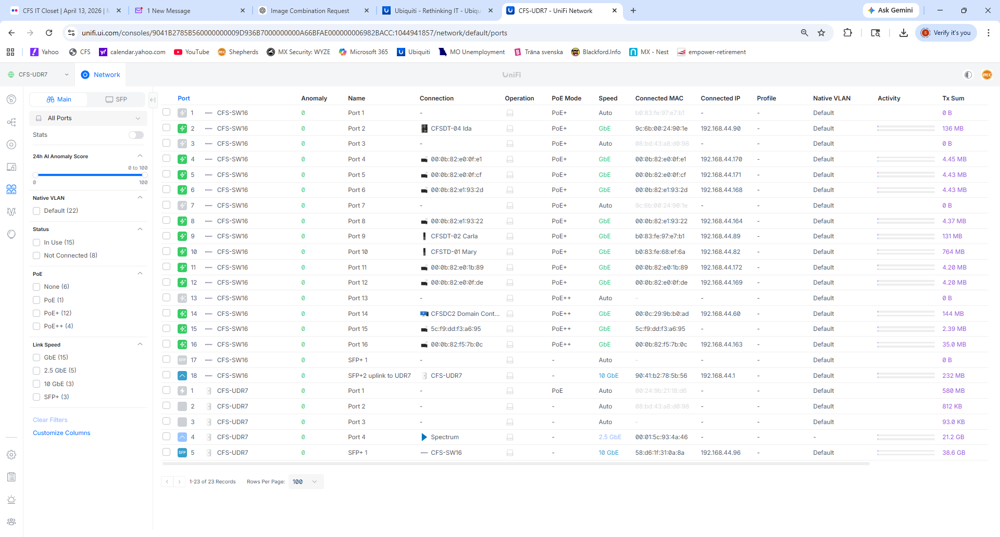 CFS IT Closet | April 13, 2026 |
1 New Message
Image Combination Request
Ubiquiti - Rethinking IT - Ubiqu
CFS-UDR7 - UniFi Network
Ask Gemini
unifi.ui.com/consoles/9041B2785B560000000009D936B7000000000A66BFAE000000006982BACC:1044941857/network/default/ports
Verify it's you
Yahoo CFS calendar.yahoo.com YouTube Shepherds MX Security: WYZE Microsoft 365 Ubiquiti MO Unemployment Träna svenska Blackford.Info MX - Nest empower-retirement
CFS-UDR7 Network UniFi
Main SFP
All Ports
Stats
24h AI Anomaly Score
0 to 100
0 100
Native VLAN
Default (22)
Status
In Use (15)
Not Connected (8)
PoE
None (6)
PoE (1)
PoE+ (12)
PoE++ (4)
Link Speed
GbE (15)
2.5 GbE (5)
10 GbE (3)
SFP+ (3)
Clear Filters
Customize Columns
Port Anomaly Name Connection Operation PoE Mode Speed Connected MAC Connected IP Profile Native VLAN Activity Tx Sum
1 CFS-SW16 0 Port 1 - PoE+ Auto b0:83:fe:97:e7:b1 - - Default 0 B
2 CFS-SW16 0 Port 2 CFSDT-04 Ida PoE+ GbE 9c:6b:00:24:90:1e 192.168.44.90 - Default 136 MB
3 CFS-SW16 0 Port 3 - PoE+ Auto 08:bd:43:a8:d0:98 - - Default 0 B
4 CFS-SW16 0 Port 4 00:0b:82:e0:0f:e1 PoE+ GbE 00:0b:82:e0:0f:e1 192.168.44.170 - Default 4.45 MB
5 CFS-SW16 0 Port 5 00:0b:82:e0:0f:cf PoE+ GbE 00:0b:82:e0:0f:cf 192.168.44.171 - Default 4.43 MB
6 CFS-SW16 0 Port 6 00:0b:82:e1:93:2d PoE+ GbE 00:0b:82:e1:93:2d 192.168.44.168 - Default 4.43 MB
7 CFS-SW16 0 Port 7 - PoE+ Auto 9c:6b:00:24:90:1e - - Default 0 B
8 CFS-SW16 0 Port 8 00:0b:82:e1:93:22 PoE+ GbE 00:0b:82:e1:93:22 192.168.44.164 - Default 4.37 MB
9 CFS-SW16 0 Port 9 CFSDT-02 Carla PoE+ GbE b0:83:fe:97:e7:b1 192.168.44.89 - Default 131 MB
10 CFS-SW16 0 Port 10 CFSTD-01 Mary PoE+ GbE b0:83:fe:68:ef:6a 192.168.44.82 - Default 764 MB
11 CFS-SW16 0 Port 11 00:0b:82:e0:1b:89 PoE+ GbE 00:0b:82:e0:1b:89 192.168.44.172 - Default 4.20 MB
12 CFS-SW16 0 Port 12 00:0b:82:e0:0f:de PoE+ GbE 00:0b:82:e0:0f:de 192.168.44.169 - Default 4.20 MB
13 CFS-SW16 0 Port 13 - PoE++ Auto - - - Default 0 B
14 CFS-SW16 0 Port 14 CFSDC2 Domain Cont... PoE++ GbE 00:0c:29:9b:b0:ad 192.168.44.60 - Default 144 MB
15 CFS-SW16 0 Port 15 5c:f9:dd:f3:a6:95 PoE++ GbE 5c:f9:dd:f3:a6:95 - - Default 2.39 MB
16 CFS-SW16 0 Port 16 00:0b:82:f5:7b:0c PoE++ GbE 00:0b:82:f5:7b:0c 192.168.44.163 - Default 35.0 MB
SFP 17 CFS-SW16 0 SFP+ 1 - - Auto - - - Default 0 B
18 CFS-SW16 0 SFP+2 uplink to UDR7 CFS-UDR7 - 10 GbE 90:41:b2:78:5b:56 192.168.44.1 - Default 232 MB
1 CFS-UDR7 0 Port 1 - PoE Auto 00:24:9b:21:18:d6 - - Default 580 MB
2 CFS-UDR7 0 Port 2 - - Auto 08:bd:43:a8:d0:98 - - Default 812 KB
3 CFS-UDR7 0 Port 3 - - Auto - - - Default 93.0 KB
4 CFS-UDR7 0 Port 4 Spectrum - 2.5 GbE 00:01:5c:93:4a:46 - - - 21.2 GB
SFP 5 CFS-UDR7 0 SFP+ 1 CFS-SW16 - 10 GbE 58:d6:1f:31:0a:8a 192.168.44.96 - Default 38.6 GB
1-23 of 23 Records Rows Per Page: 100